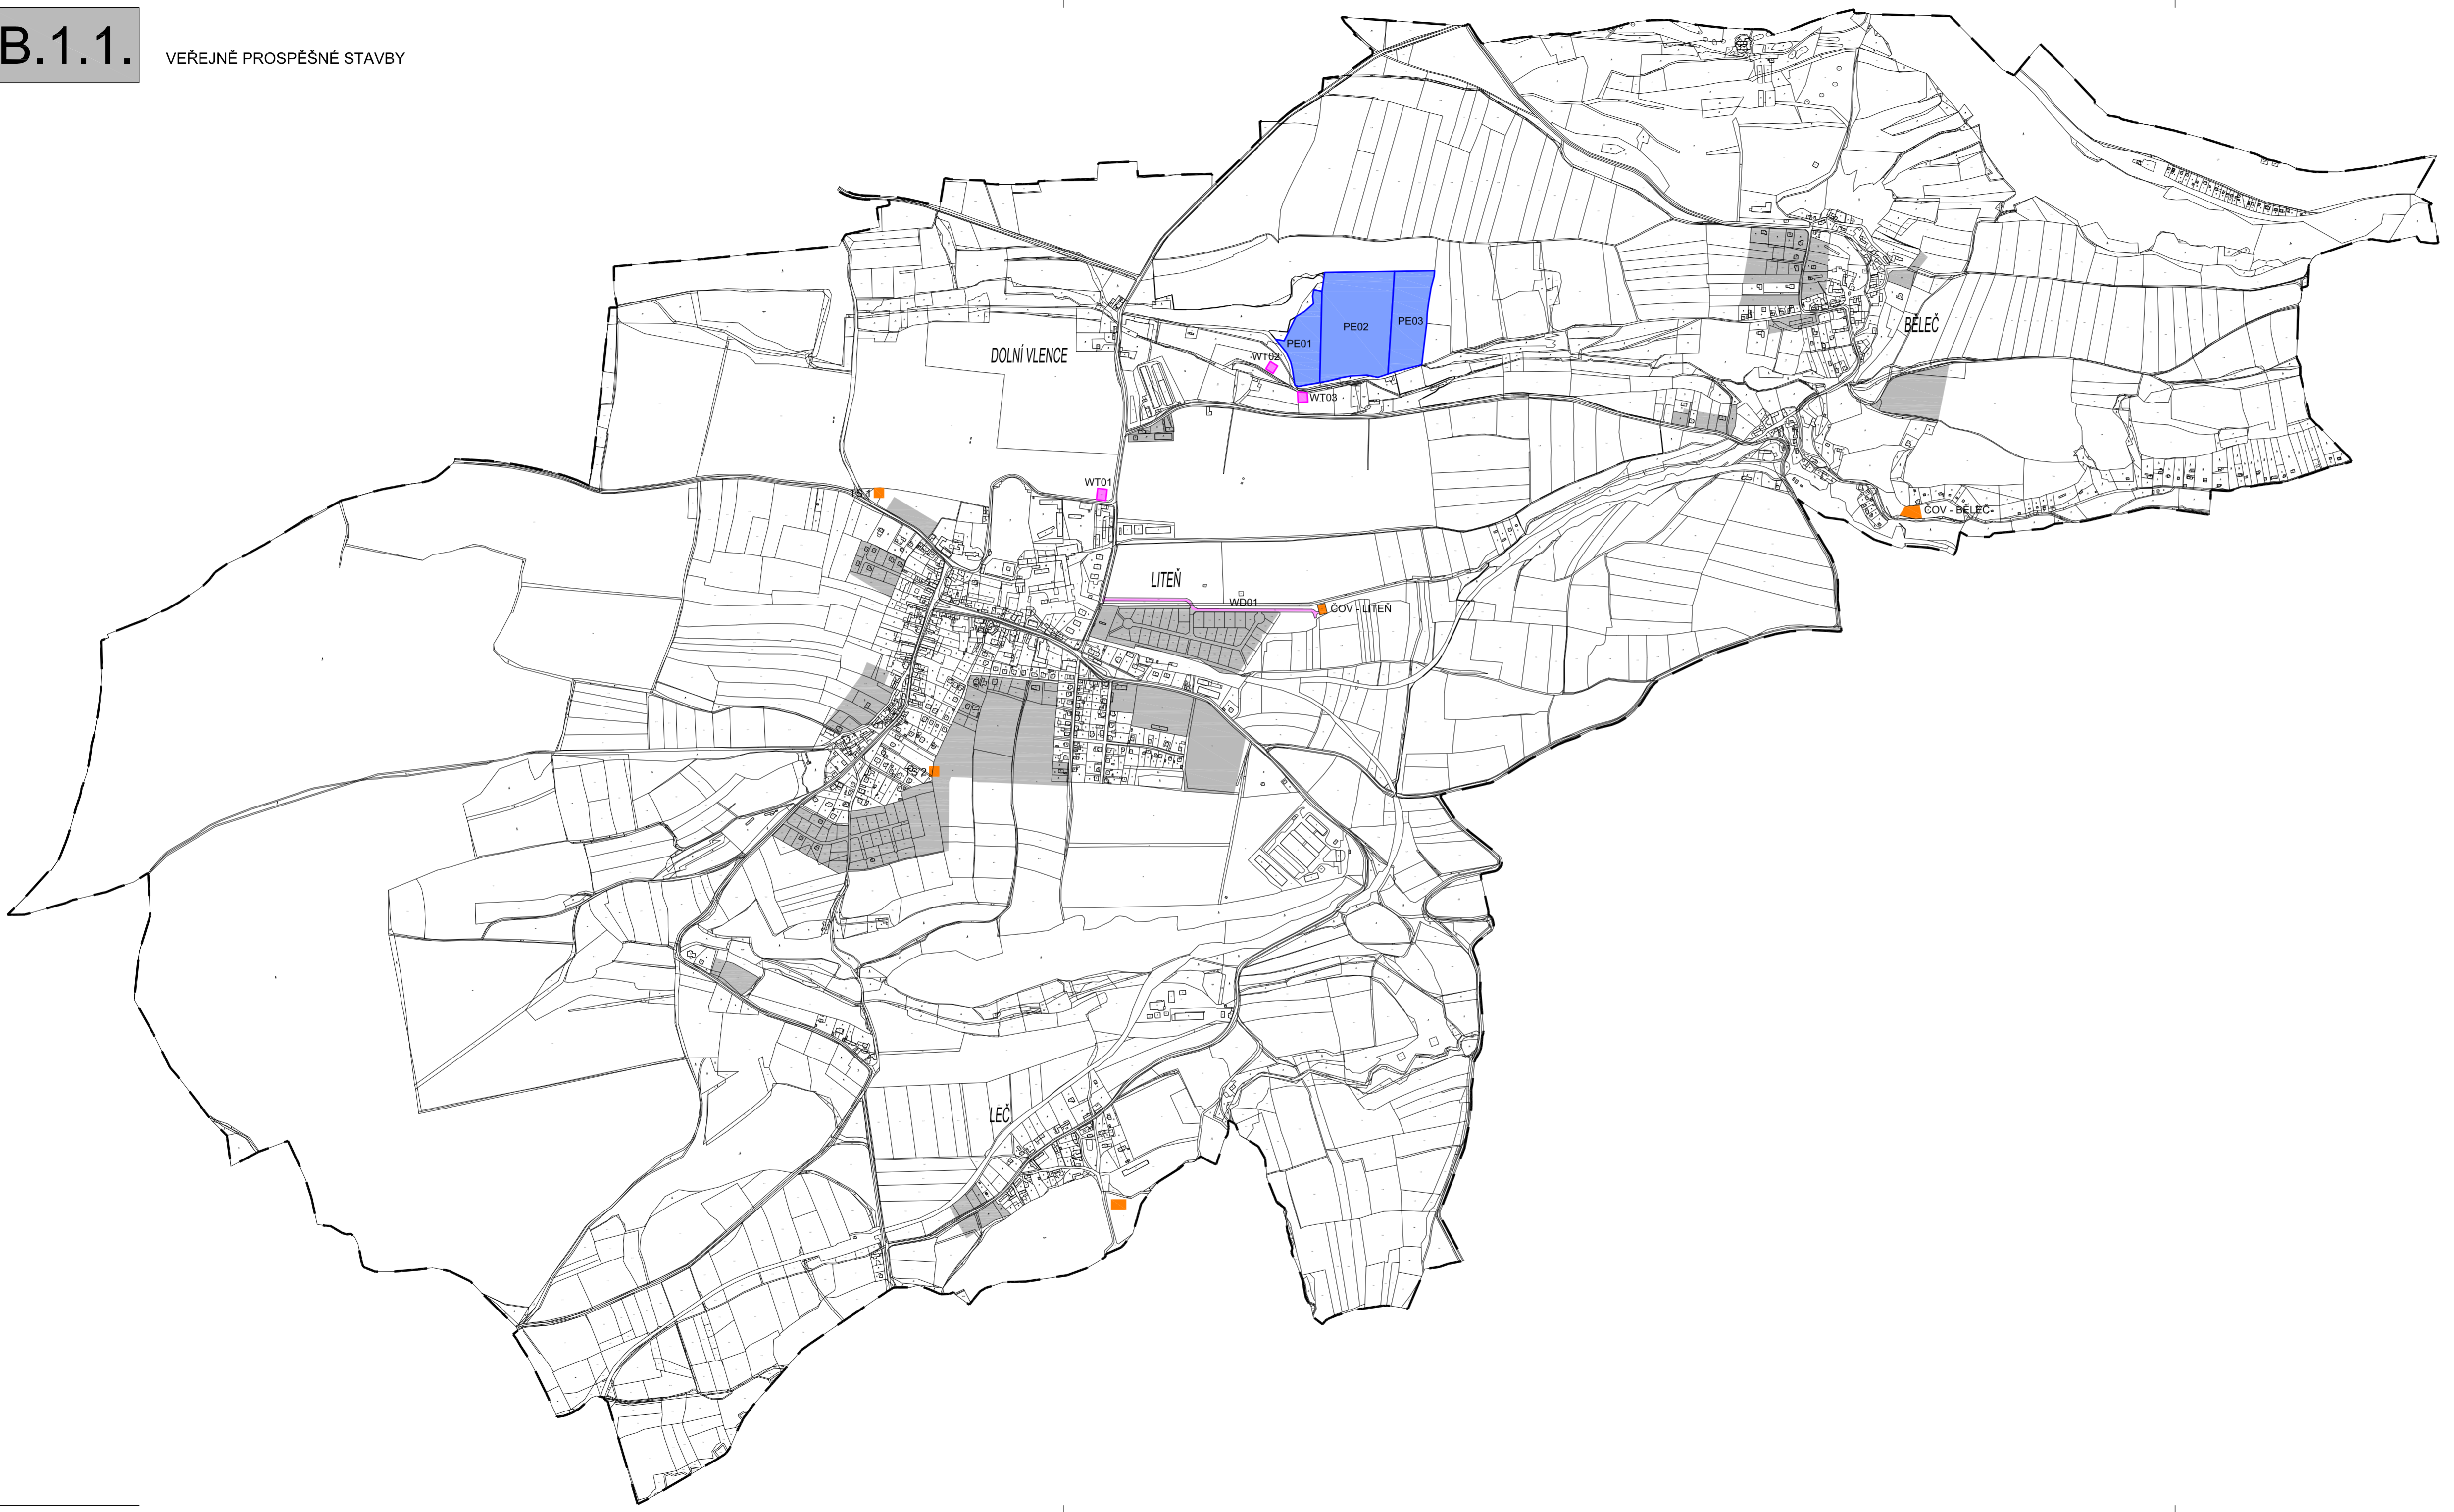 B.1.1.
VEŘEJNĚ PROSPĚŠNÉ STAVBY
BĚLEČ
PE03
PE02
PE01
DOLNÍ VLENCE
WT02
WT03
WT01
ČOV - BĚLEČ
LITEŇ
WD01
ČOV - LITEŇ
LEČ